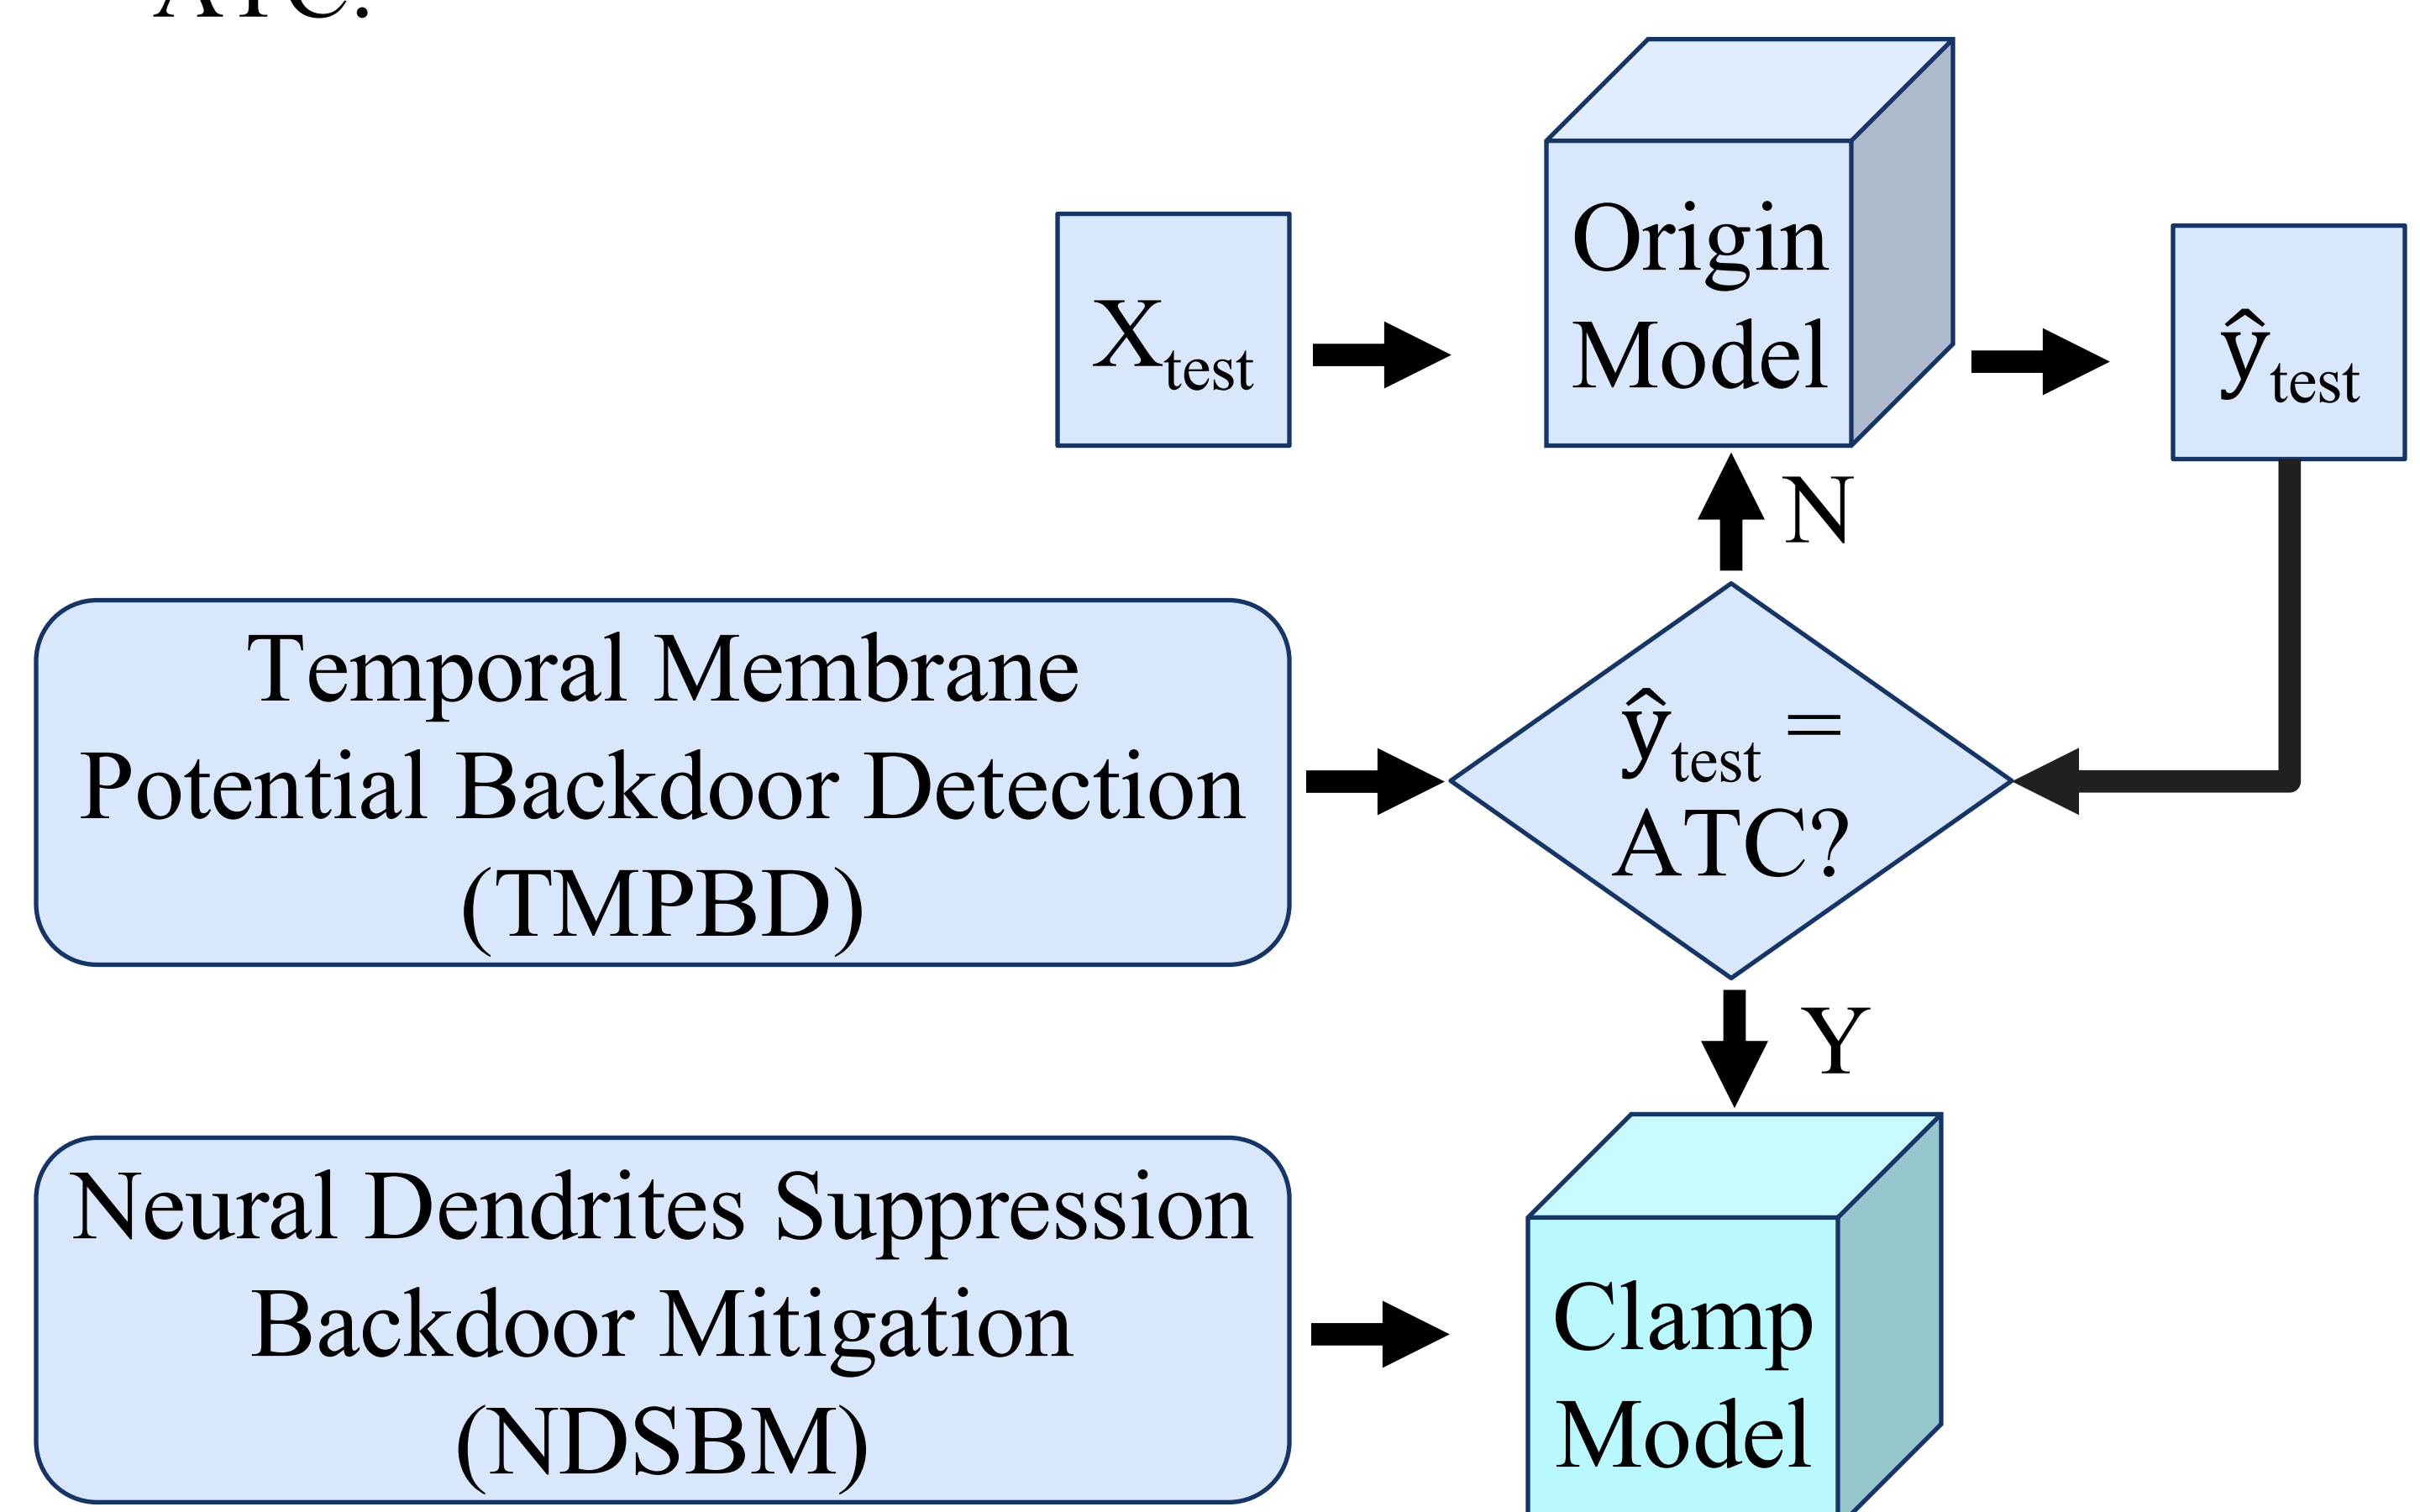 ATC.
Origin
Model
X_test
ŷ_test
N
Temporal Membrane
Potential Backdoor Detection
(TMPBD)
ŷ_test =
ATC?
Y
Neural Dendrites Suppression
Backdoor Mitigation
(NDSBM)
Clamp
Model